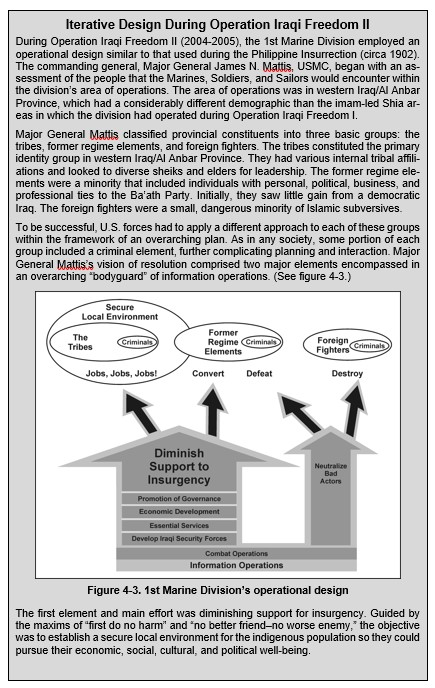 Iterative Design During Operation Iraqi Freedom II
During Operation Iraqi Freedom II (2004-2005), the 1st Marine Division employed an
operational design similar to that used during the Philippine Insurrection (circa 1902).
The commanding general, Major General James N. Mattis, USMC, began with an as-
sessment of the people that the Marines, Soldiers, and Sailors would encounter within
the division's area of operations. The area of operations was in western Iraq/Al Anbar
Province, which had a considerably different demographic than the imam-led Shia ar-
eas in which the division had operated during Operation Iraqi Freedom I.
Major General Mattis classified provincial constituents into three basic groups: the
tribes, former regime elements, and foreign fighters. The tribes constituted the primary
identity group in western Iraq/Al Anbar Province. They had various internal tribal affili-
ations and looked to diverse sheiks and elders for leadership. The former regime ele-
ments were a minority that included individuals with personal, political, business, and
professional ties to the Ba'ath Party. Initially, they saw little gain from a democratic
Iraq. The foreign fighters were a small, dangerous minority of Islamic subversives.
To be successful, U.S. forces had to apply a different approach to each of these groups
within the framework of an overarching plan. As in any society, some portion of each
group included a criminal element, further complicating planning and interaction. Major
General Mattis's vision of resolution comprised two major elements encompassed in
an overarching "bodyguard" of information operations. (See figure 4-3.)
Secure
Local Environment
The
Tribes
Criminals
Jobs, Jobs, Jobs!
Former
Regime
Elements
Criminals
Convert
Defeat
Foreign
Fighters
Criminals
Destroy
Diminish
Support to
Insurgency
Promotion of Governance
Economic Development
Essential Services
Develop Iraqi Security Forces
Neutralize
Bad
Actors
Combat Operations
Information Operations
Figure 4-3. 1st Marine Division's operational design
The first element and main effort was diminishing support for insurgency. Guided by
the maxims of "first do no harm" and "no better friend–no worse enemy," the objective
was to establish a secure local environment for the indigenous population so they could
pursue their economic, social, cultural, and political well-being.